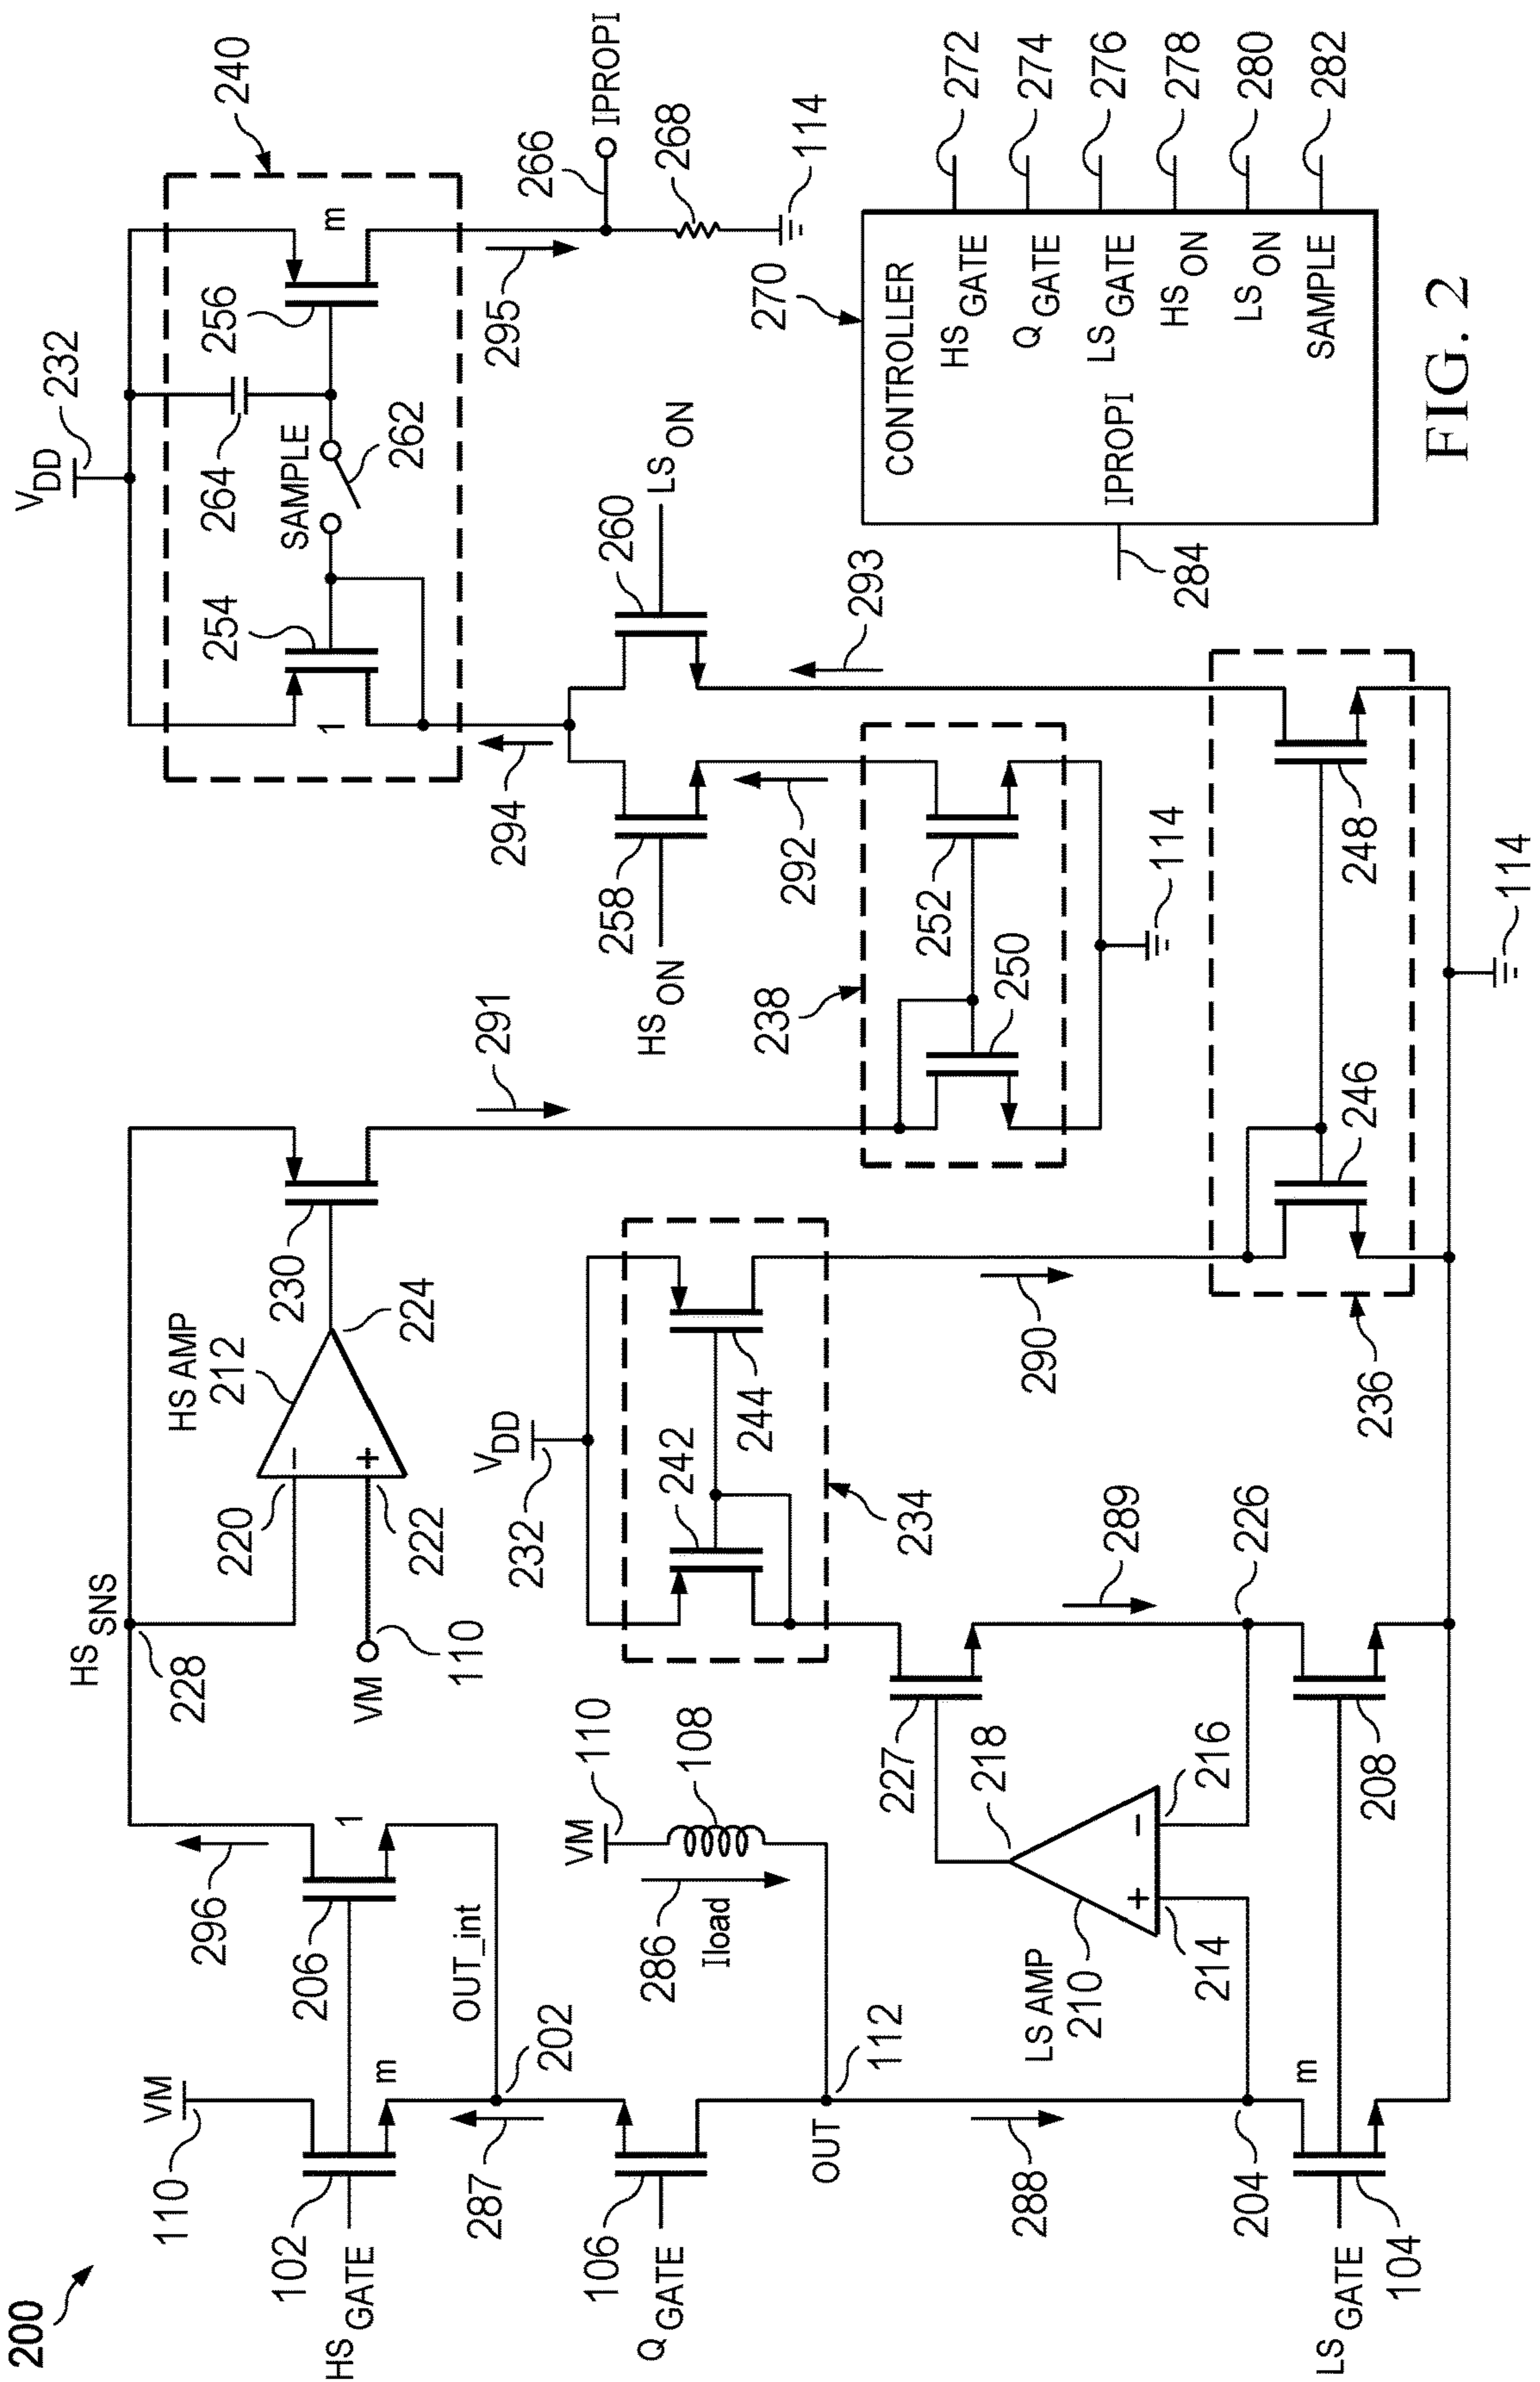 200
HS SNS
228
VM
110
102
HS GATE
m
206
1
296
OUT_int
202
287
106
Q GATE
OUT
112
288
204
LS GATE
104
m
VM
110
108
286
Iload
LS AMP
210
214
216
218
227
208
226
289
HS AMP
212
220
222
224
VM
110
230
291
V DD
232
242
244
234
290
236
246
248
114
238
250
252
114
292
293
HS ON
258
260
LS ON
294
V DD
232
240
254
1
SAMPLE
262
264
256
m
295
266
IPROPI
268
114
270
CONTROLLER
IPROPI
284
HS GATE
272
Q GATE
274
LS GATE
276
HS ON
278
LS ON
280
SAMPLE
282
FIG. 2